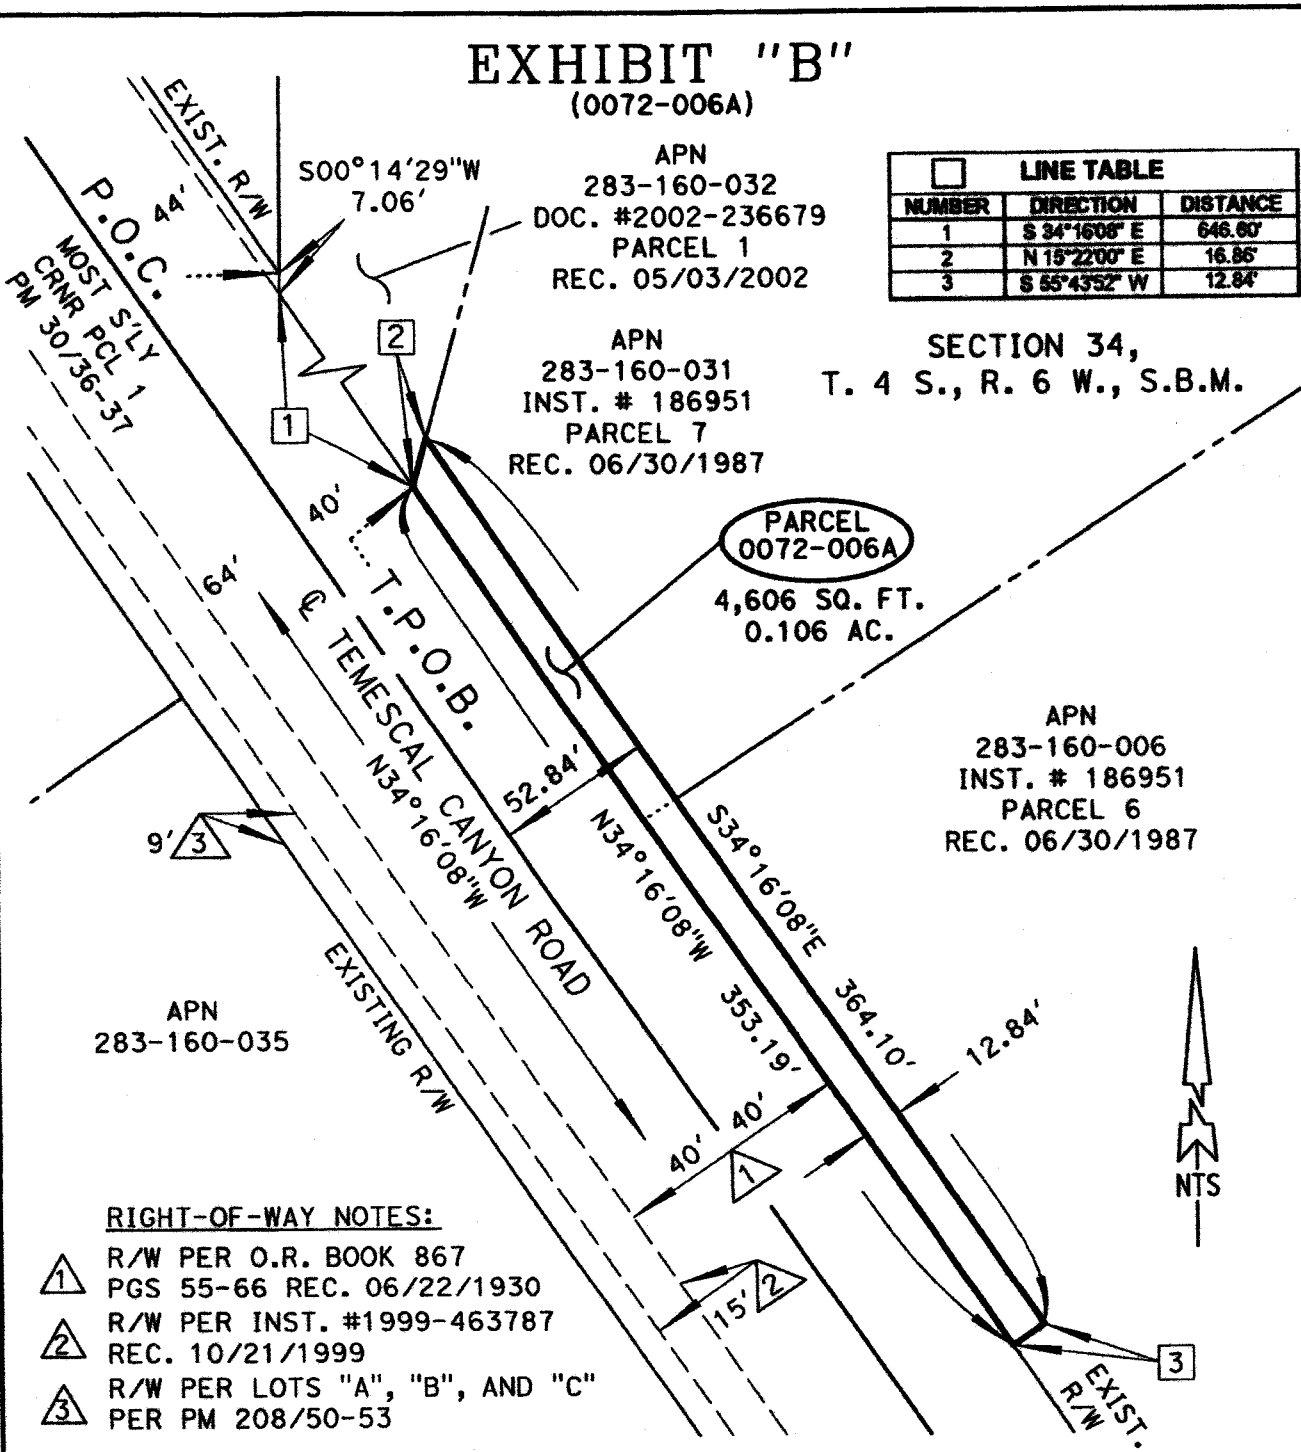 EXHIBIT "B"
(0072-006A)
EXIST. R/W
S00°14'29"W
7.06'
APN
283-160-032
DOC. #2002-236679
PARCEL 1
REC. 05/03/2002
LINE TABLE
NUMBER DIRECTION DISTANCE
1 S 34°16'08" E 646.60'
2 N 15°22'00" E 16.86'
3 S 55°43'52" W 12.84'
P.O.C.
44'
MOST S'LY
CRNR PCL 1
PM 30/36-37
2
1
APN
283-160-031
INST. # 186951
PARCEL 7
REC. 06/30/1987
SECTION 34,
T. 4 S., R. 6 W., S.B.M.
40'
64'
T.P.O.B.
PARCEL
0072-006A
4,606 SQ. FT.
0.106 AC.
℄ TEMESCAL CANYON ROAD
N34°16'08"W
52.84'
N34°16'08"W 353.19'
S34°16'08"E 364.10'
12.84'
APN
283-160-006
INST. # 186951
PARCEL 6
REC. 06/30/1987
9' 3
EXISTING R/W
APN
283-160-035
40' 40'
1
15' 2
NTS
N
3
EXIST.
R/W
RIGHT-OF-WAY NOTES:
1 R/W PER O.R. BOOK 867
PGS 55-66 REC. 06/22/1930
2 R/W PER INST. #1999-463787
REC. 10/21/1999
3 R/W PER LOTS "A", "B", AND "C"
PER PM 208/50-53